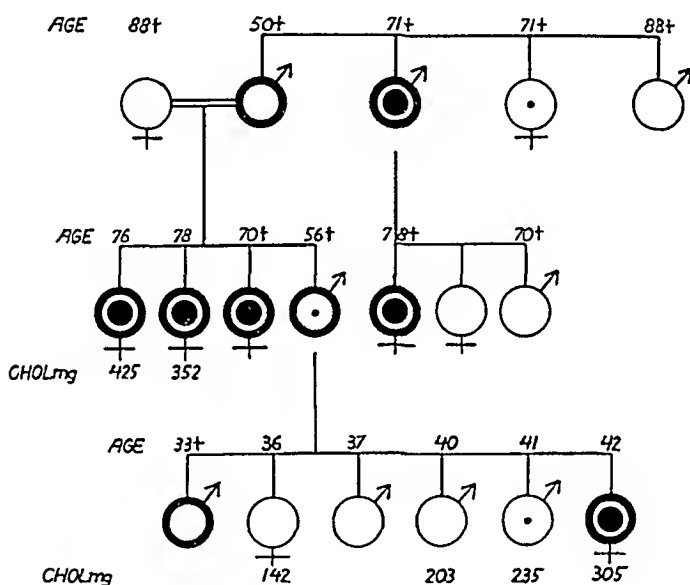 AGE 88+ 50+ 71+ 71+ 88+
AGE 76 78 70+ 56+ 78+ 70+
CHOLmg 425 352
AGE 33+ 36 37 40 41 42
CHOLmg 142 203 235 305